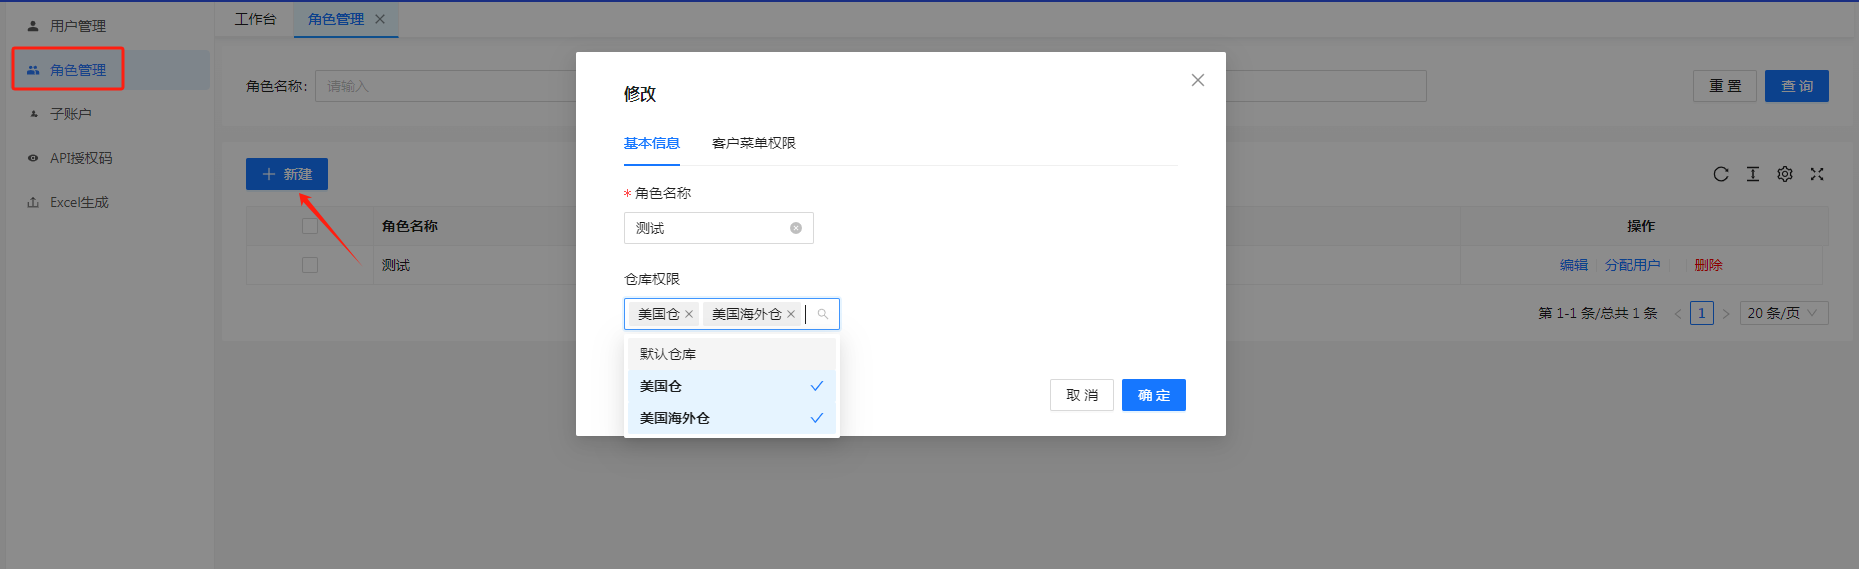 用户管理
角色管理
子账户
API授权码
Excel生成
工作台
角色管理
角色名称:
请输入
重置
查询
新建
角色名称
操作
测试
编辑
分配用户
删除
第 1-1 条/总共 1 条
1
20 条/页
修改
基本信息
客户菜单权限
* 角色名称
测试
仓库权限
美国仓
美国海外仓
默认仓库
美国仓
美国海外仓
取消
确定